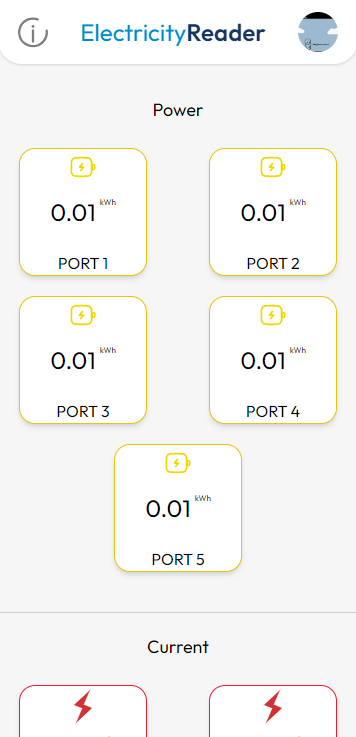 ElectricityReader
Power
0.01 kWh
PORT 1
0.01 kWh
PORT 2
0.01 kWh
PORT 3
0.01 kWh
PORT 4
0.01 kWh
PORT 5
Current